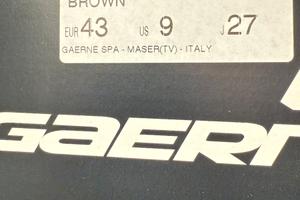 BROWN
EUR 43 US 9 J 27
GAERNE SPA - MASER(TV) - ITALY
GAERN